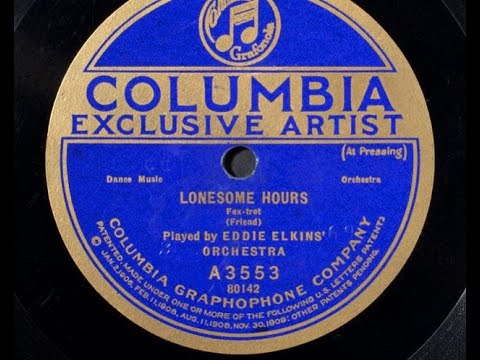 Columbia
Grafonola
COLUMBIA
EXCLUSIVE ARTIST
(At Pressing)
Dance Music
Orchestra
LONESOME HOURS
Fox-trot
(Friend)
Played by EDDIE ELKINS'
ORCHESTRA
A3553
80142
COLUMBIA GRAPHOPHONE COMPANY
PATENTED, MADE UNDER ONE OR MORE OF THE FOLLOWING U.S. LETTERS PATENTS
JAN. 2, 1906, FEB. 11, 1908, AUG. 11, 1908, NOV. 30, 1909: OTHER PATENTS PENDING.